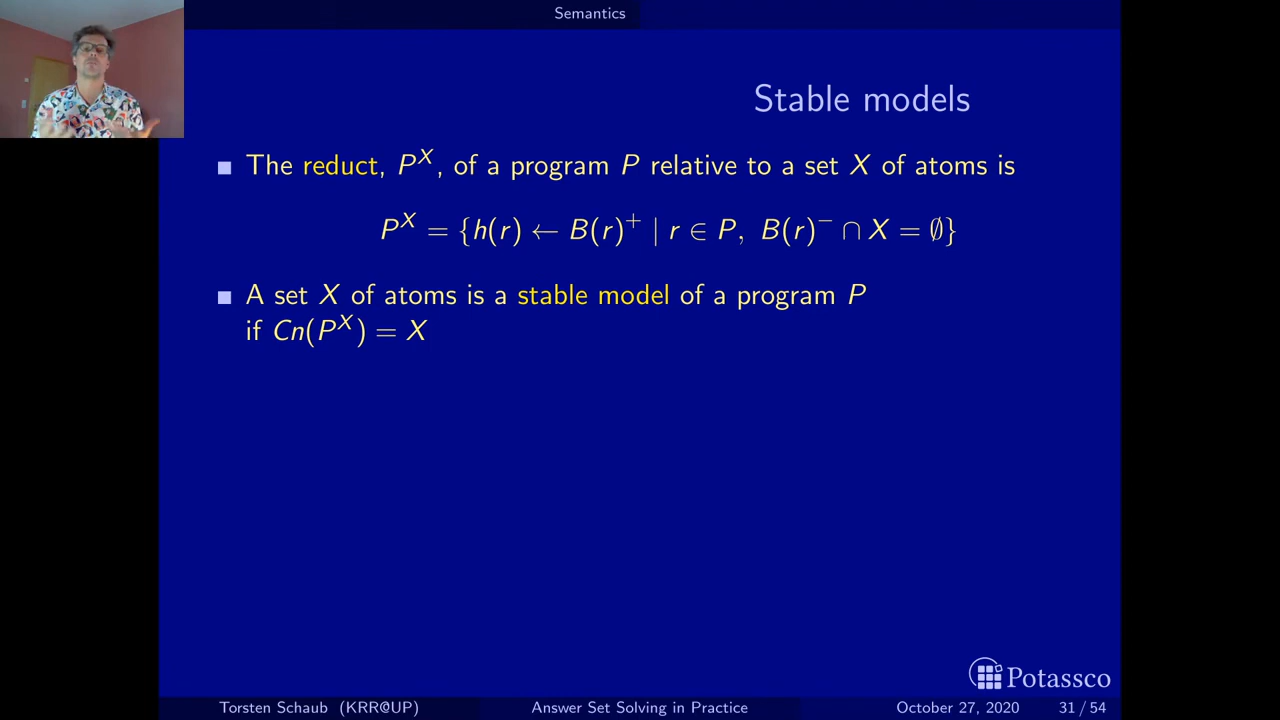 Semantics
Stable models
The reduct, P^X, of a program P relative to a set X of atoms is
P^X = {h(r) ← B(r)^+ | r ∈ P, B(r)^− ∩ X = ∅}
A set X of atoms is a stable model of a program P
if Cn(P^X) = X
Potassco
Torsten Schaub (KRR@UP) Answer Set Solving in Practice October 27, 2020 31 / 54